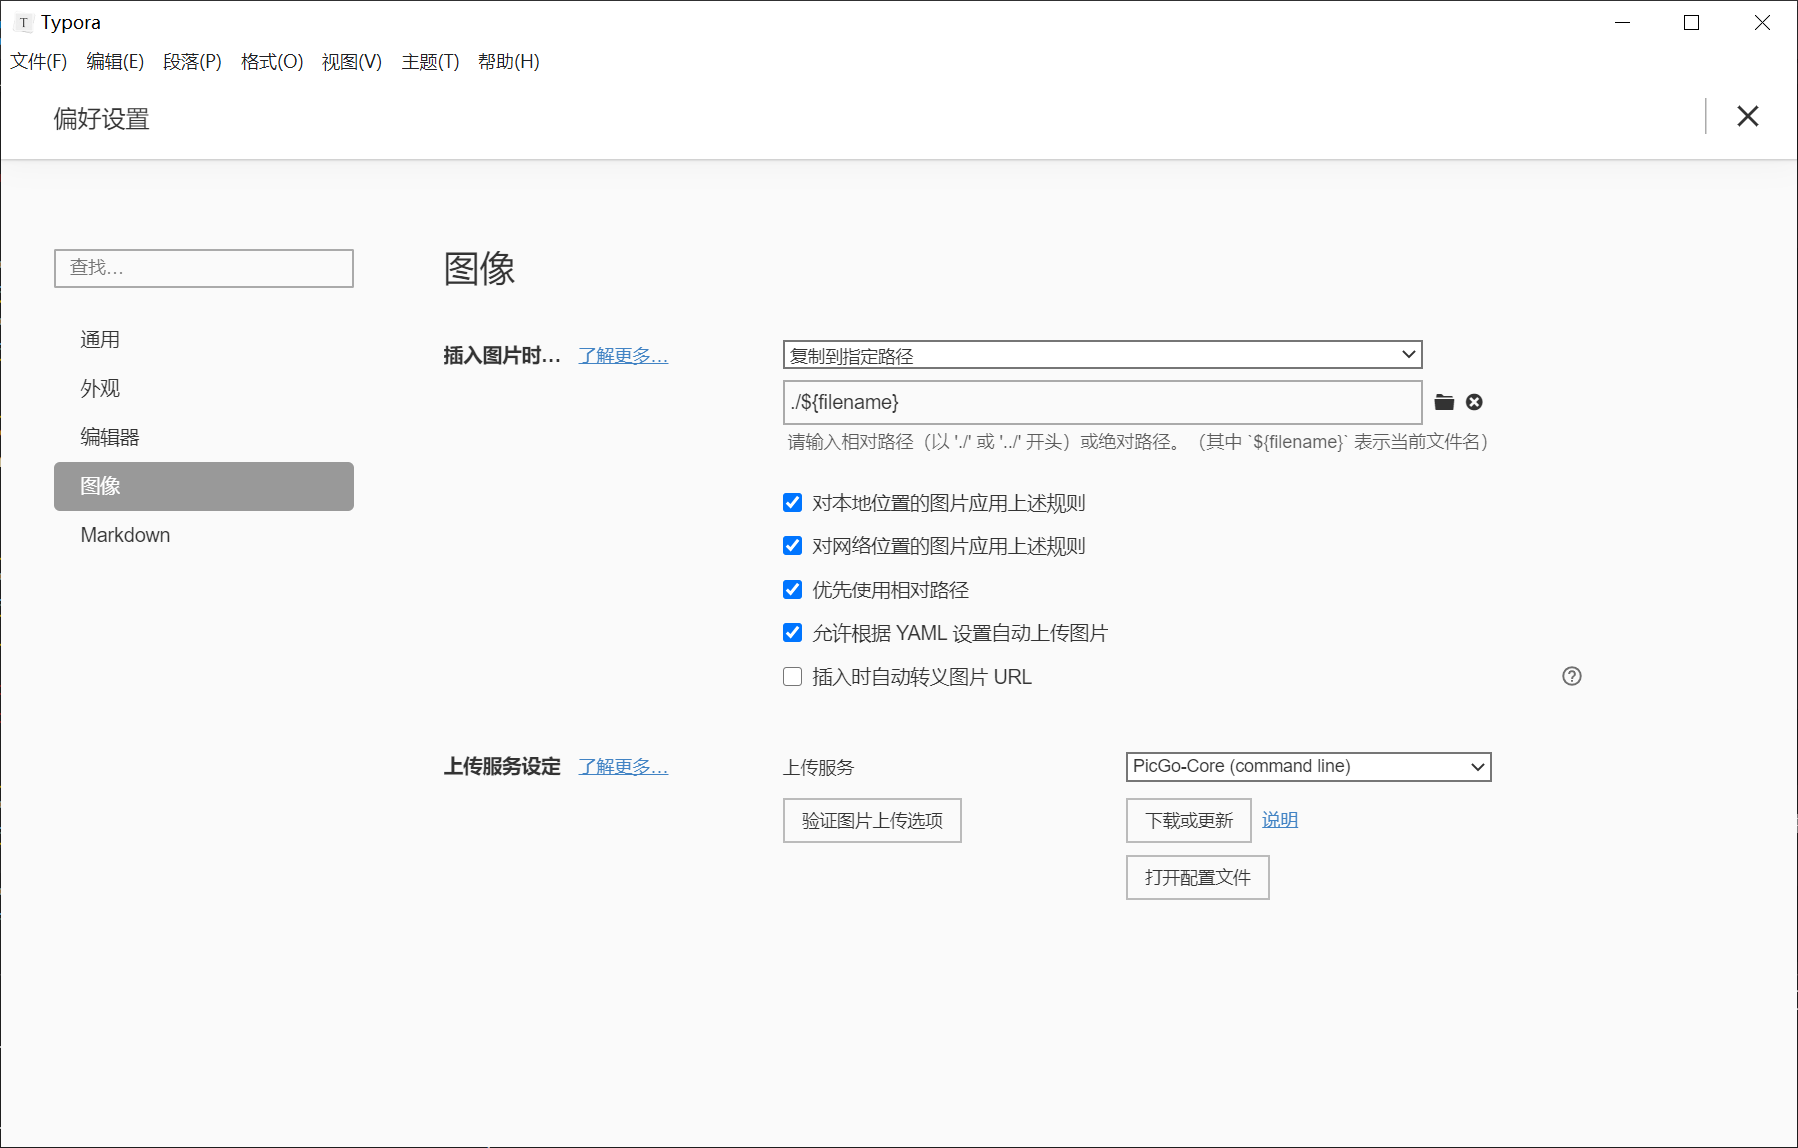 T Typora
文件(F) 编辑(E) 段落(P) 格式(O) 视图(V) 主题(T) 帮助(H)
偏好设置
查找...
通用
外观
编辑器
图像
Markdown
图像
插入图片时... 了解更多... 复制到指定路径
./${filename}
请输入相对路径（以 './' 或 '../' 开头）或绝对路径。（其中 `${filename}` 表示当前文件名）
对本地位置的图片应用上述规则
对网络位置的图片应用上述规则
优先使用相对路径
允许根据 YAML 设置自动上传图片
插入时自动转义图片 URL
上传服务设定 了解更多... 上传服务 PicGo-Core (command line)
验证图片上传选项 下载或更新 说明
打开配置文件